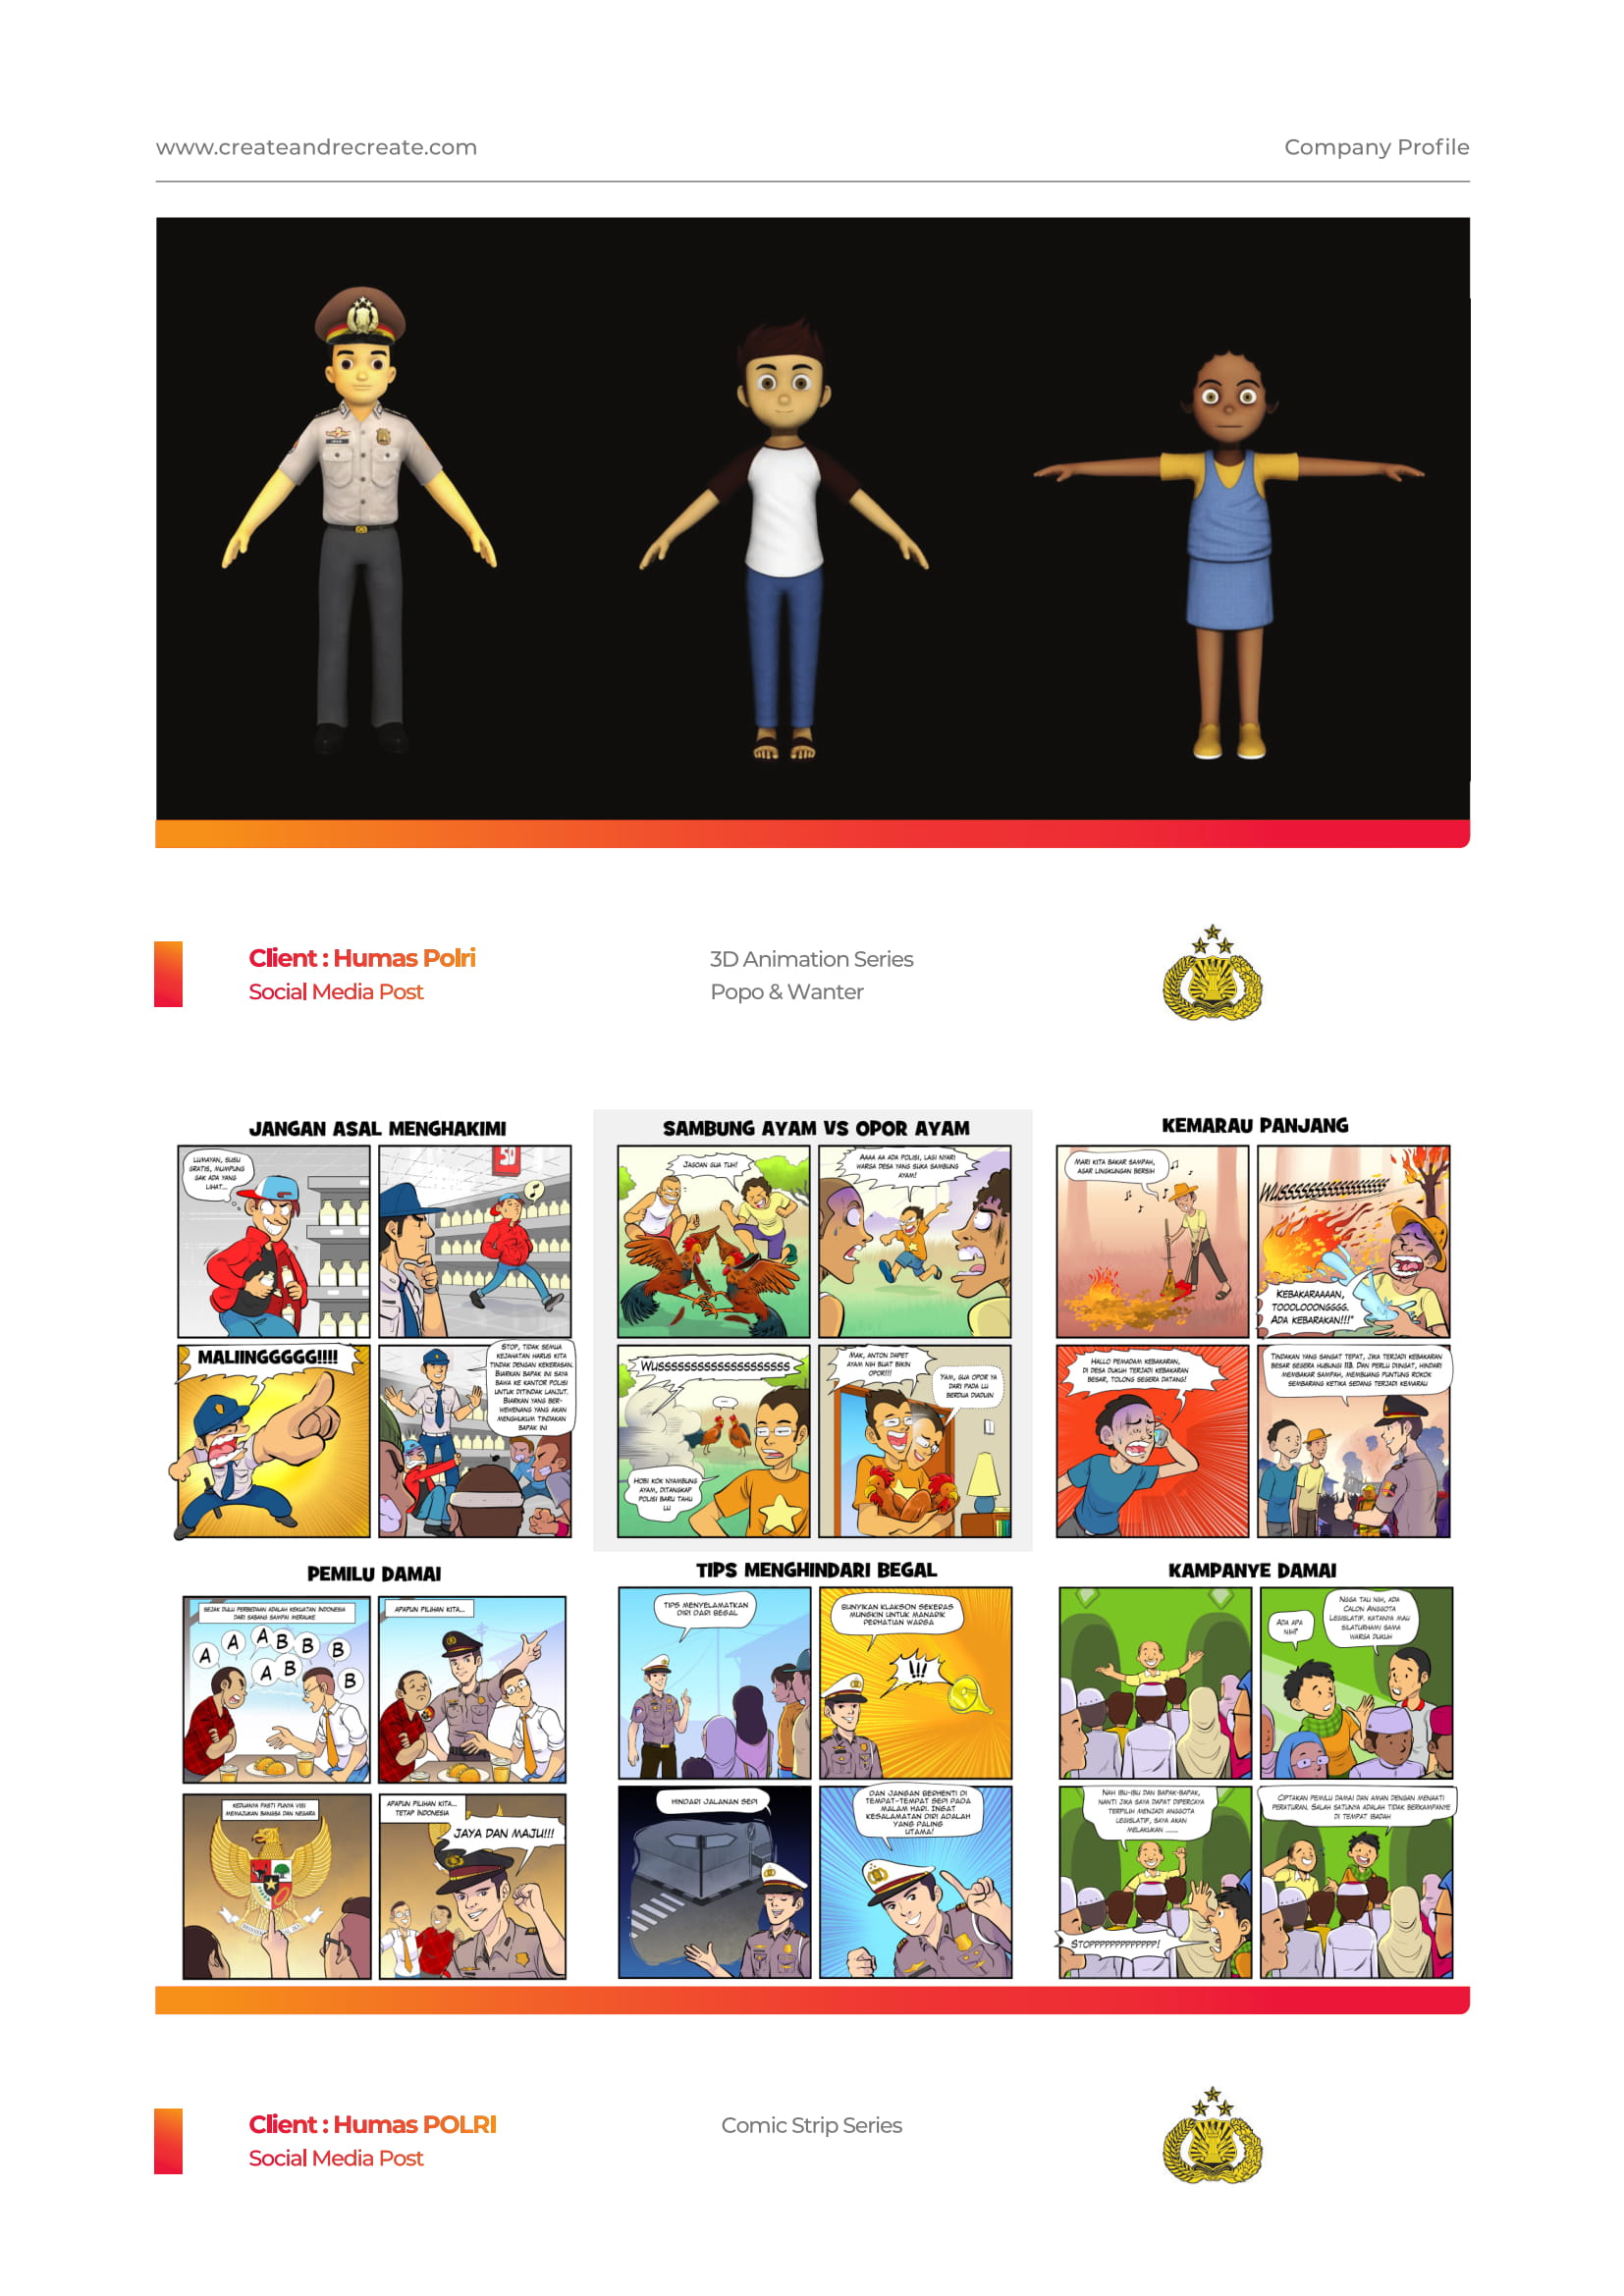 www.createandrecreate.com
Company Profile
Client : Humas Polri
Social Media Post
3D Animation Series
Popo & Wanter
JANGAN ASAL MENGHAKIMI
LUMAYAN, SUSU
GRATIS, MUMPUNG
GAK ADA YANG
LIHAT...
50
MALIINGGGGG!!!!
STOP, TIDAK SEMUA
KEJAHATAN HARUS KITA
TINDAK DENGAN KEKERASAN.
BIARKAN BAPAK INI SAYA
BAWA KE KANTOR POLISI
UNTUK DITINDAK LANJUT.
BIARKAN YANG BER-
WEWENANG YANG AKAN
MENGHUKUM TINDAKAN
BAPAK INI
SAMBUNG AYAM VS OPOR AYAM
JAGOAN GUA TUH!
AAAA AA ADA POLISI, LAGI NYARI
WARGA DESA YANG SUKA SAMBUNG
AYAM!
WUSSSSSSSSSSSSSSSSSSSS
...
HOBI KOK NYAMBUNG
AYAM, DITANGKAP
POLISI BARU TAHU
LU
MAK, ANTON DAPET
AYAM NIH BUAT BIKIN
OPOR!!!
YAM, GUA OPOR YA
DARI PADA LU
BERDUA DIADUIN
KEMARAU PANJANG
MARI KITA BAKAR SAMPAH,
AGAR LINGKUNGAN BERSIH
WUSSSSSSSSSSSSSSSSS
KEBAKARAAAAN,
TOOOLOOONGGGG.
ADA KEBARAKAN!!!"
HALLO PEMADAM KEBAKARAN,
DI DESA DUKUH TERJADI KEBAKARAN
BESAR, TOLONG SEGERA DATANG!
TINDAKAN YANG SANGAT TEPAT, JIKA TERJADI KEBAKARAN
BESAR SEGERA HUBUNGI 113. DAN PERLU DIINGAT, HINDARI
MEMBAKAR SAMPAH, MEMBUANG PUNTUNG ROKOK
SEMBARANG KETIKA SEDANG TERJADI KEMARAU
PEMILU DAMAI
SEJAK DULU PERBEDAAN ADALAH KEKUATAN INDONESIA
DARI SABANG SAMPAI MERAUKE
A A A B B B
A B B
APAPUN PILIHAN KITA...
KEDUANYA PASTI PUNYA VISI
MEMAJUKAN BANGSA DAN NEGARA
APAPUN PILIHAN KITA...
TETAP INDONESIA
JAYA DAN MAJU!!!
TIPS MENGHINDARI BEGAL
TIPS MENYELAMATKAN
DIRI DARI BEGAL
BUNYIKAN KLAKSON SEKERAS
MUNGKIN UNTUK MANARIK
PERHATIAN WARGA
!!!
HINDARI JALANAN SEPI
DAN JANGAN BERHENTI DI
TEMPAT-TEMPAT SEPI PADA
MALAM HARI. INGAT
KESALAMATAN DIRI ADALAH
YANG PALING
UTAMA!
KAMPANYE DAMAI
ADA APA
NIH?
NGGA TAU NIH, ADA
CALON ANGGOTA
LEGISLATIF. KATANYA MAU
SILATURHAMI SAMA
WARGA DUKUH
NAH IBU-IBU DAN BAPAK-BAPAK,
NANTI JIKA SAYA DAPAT DIPERCAYA
TERPILIH MENJADI ANGGOTA
LEGISLATIF, SAYA AKAN
MELAKUKAN ......
STOPPPPPPPPPPPPP!
CIPTAKAN PEMILU DAMAI DAN AMAN DENGAN MENAATI
PERATURAN. SALAH SATUNYA ADALAH TIDAK BERKAMPANYE
DI TEMPAT IBADAH
Client : Humas POLRI
Social Media Post
Comic Strip Series